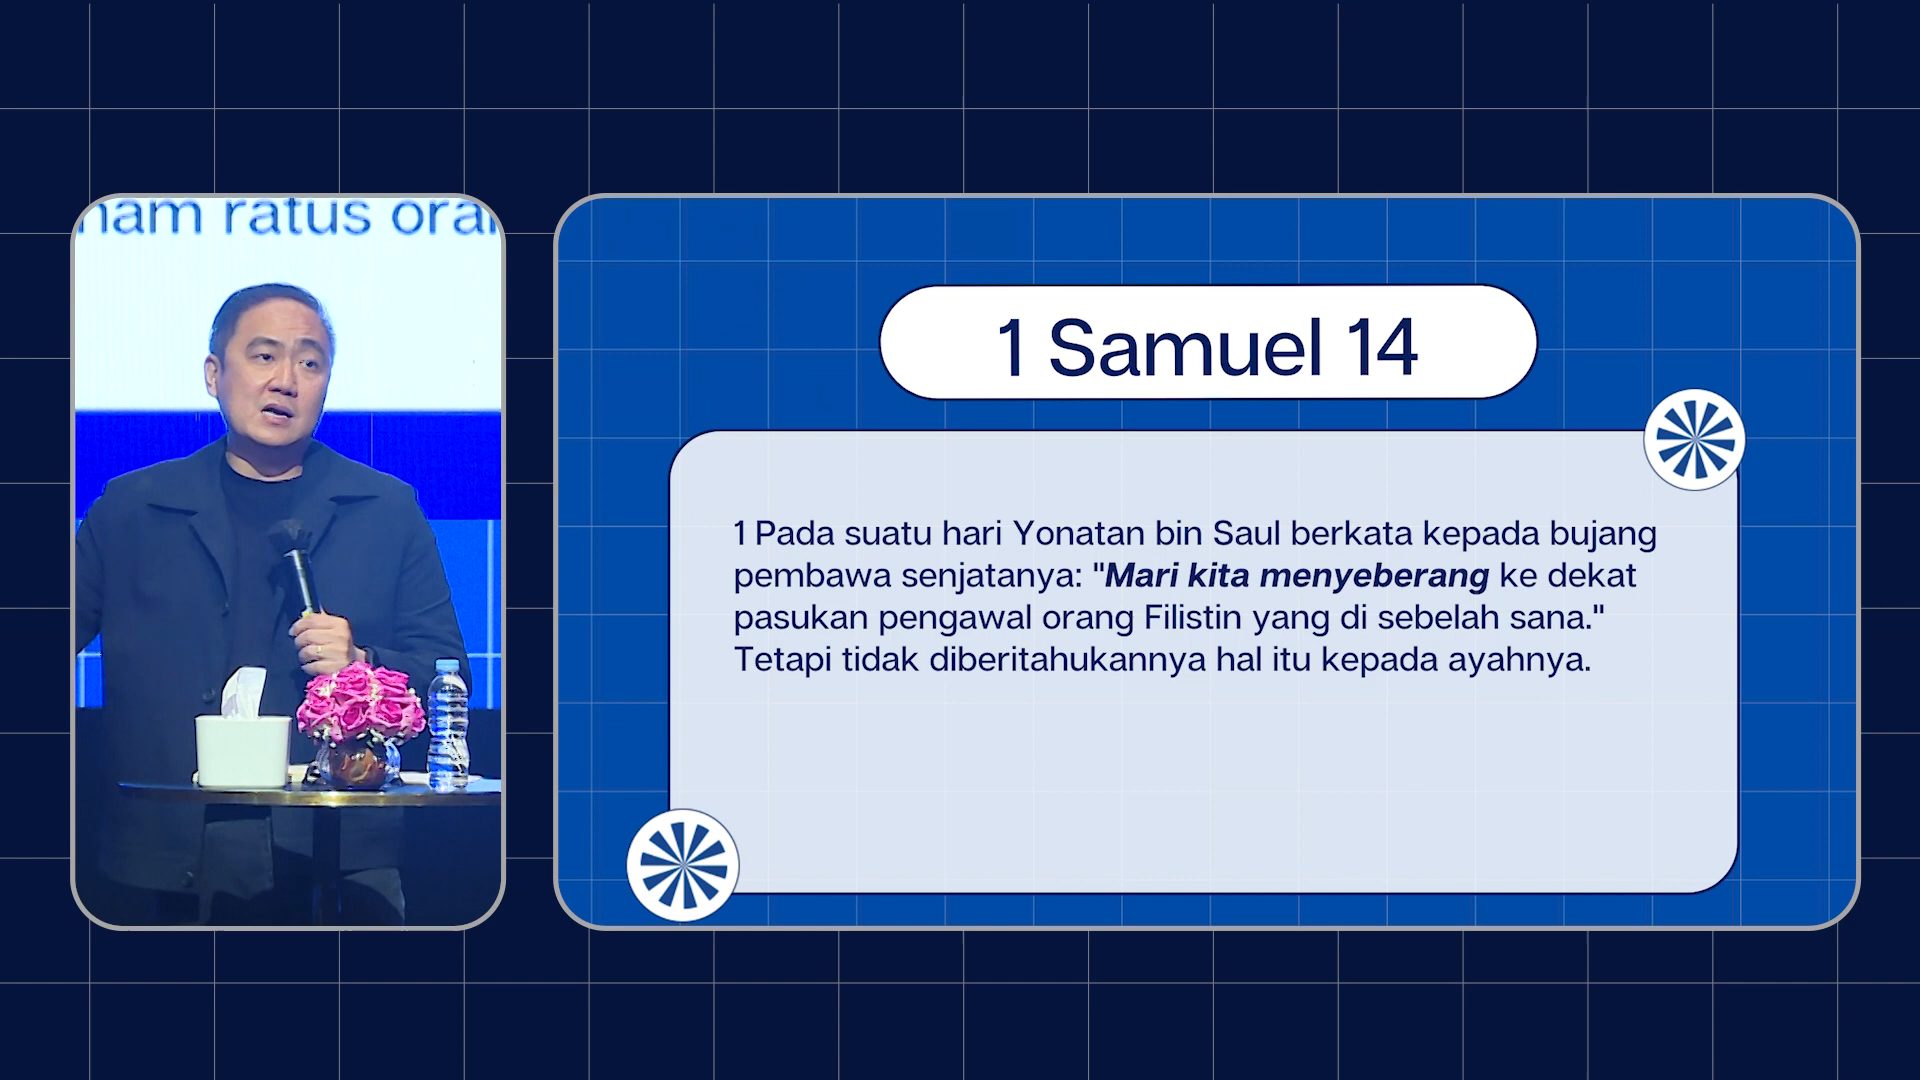 ratus
1 Samuel 14
1 Pada suatu hari Yonatan bin Saul berkata kepada bujang
pembawa senjatanya: "Mari kita menyeberang ke dekat
pasukan pengawal orang Filistin yang di sebelah sana."
Tetapi tidak diberitahukannya hal itu kepada ayahnya.